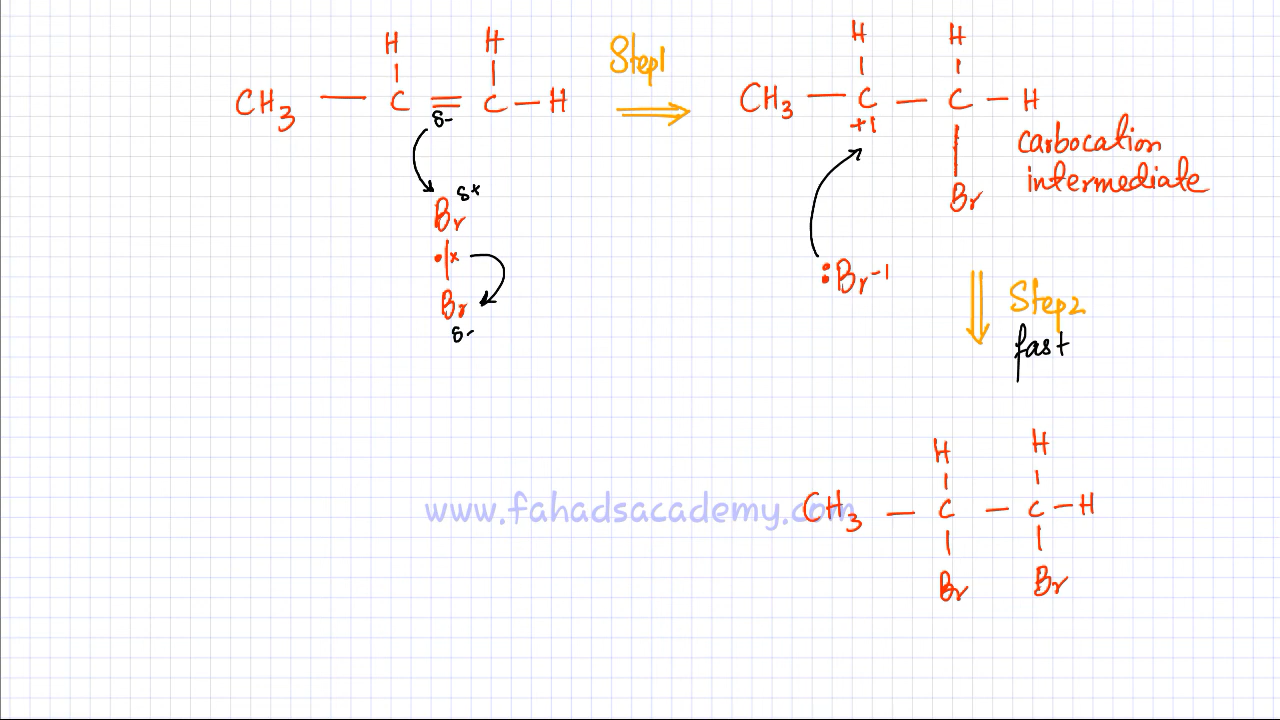 H H Step1 H H
CH3 — C = C — H CH3 — C — C — H
δ- +1 carbocation
intermediate
Br δ+ Br
•|x
:Br-1
Br Step2
δ- fast
H H
www.fahadsacademy.com
CH3 — C — C — H
Br Br